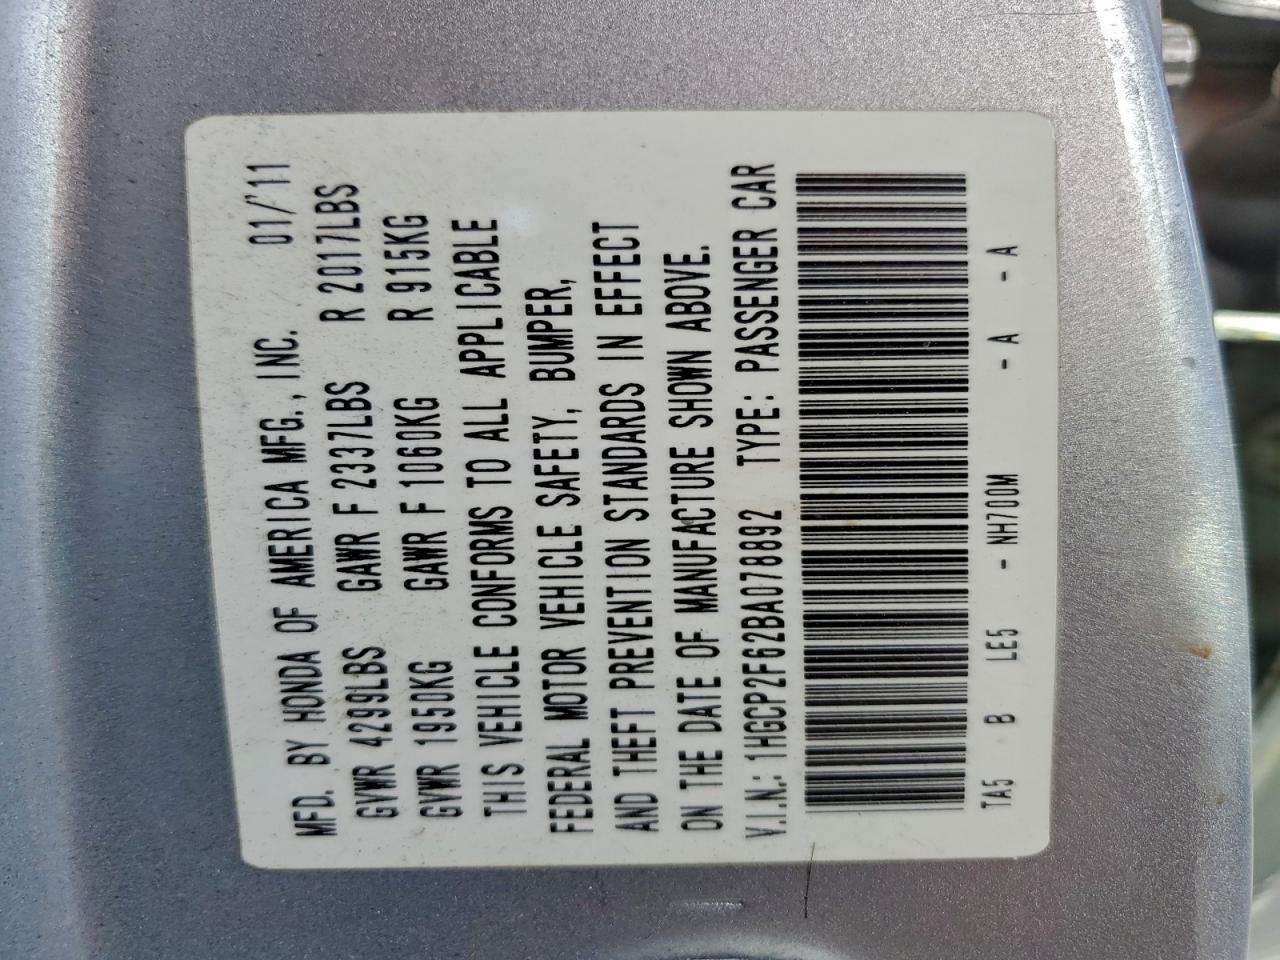 MFD. BY HONDA OF AMERICA MFG., INC. 01/'11
GVWR 4299LBS GAWR F 2337LBS R 2017LBS
GVWR 1950KG GAWR F 1060KG R 915KG
THIS VEHICLE CONFORMS TO ALL APPLICABLE
FEDERAL MOTOR VEHICLE SAFETY, BUMPER,
AND THEFT PREVENTION STANDARDS IN EFFECT
ON THE DATE OF MANUFACTURE SHOWN ABOVE.
V.I.N.: 1HGCP2F62BA078892 TYPE: PASSENGER CAR
TA5 B LE5 - NH700M - A - A